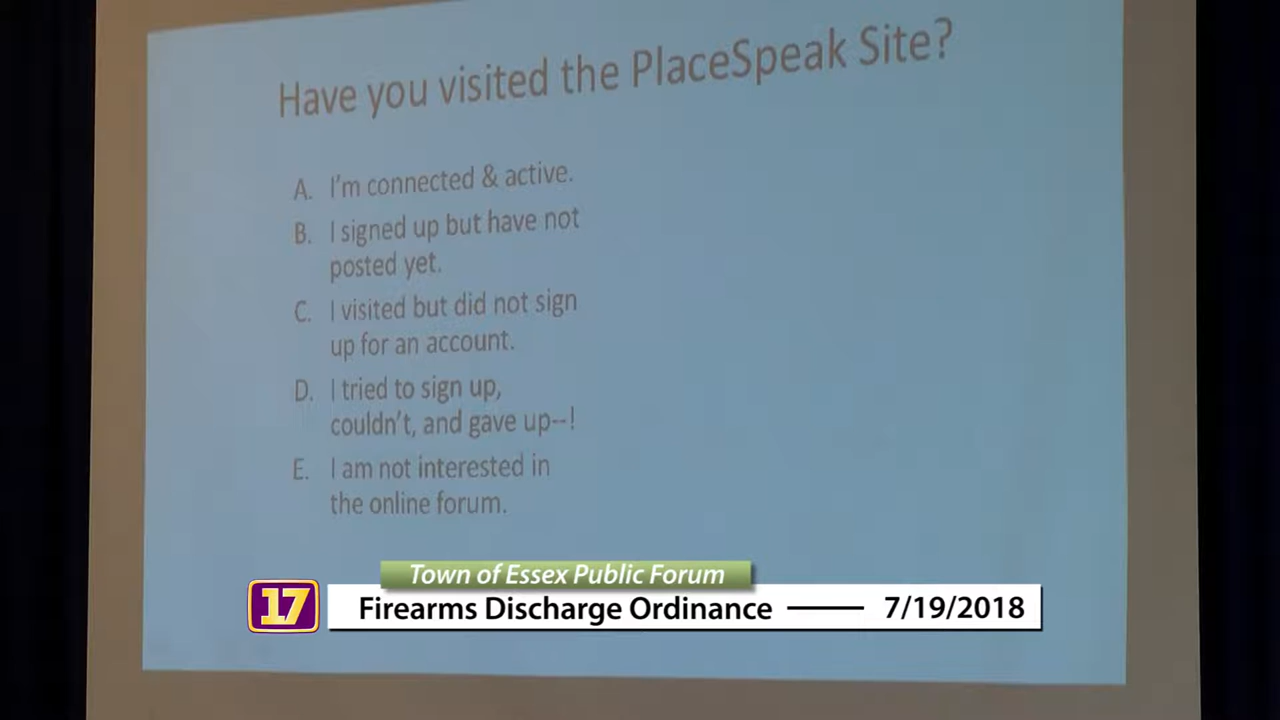 Have you visited the PlaceSpeak Site?
A. I'm connected & active.
B. I signed up but have not
posted yet.
C. I visited but did not sign
up for an account.
D. I tried to sign up,
couldn't, and gave up--!
E. I am not interested in
the online forum.
Town of Essex Public Forum
17 Firearms Discharge Ordinance —— 7/19/2018